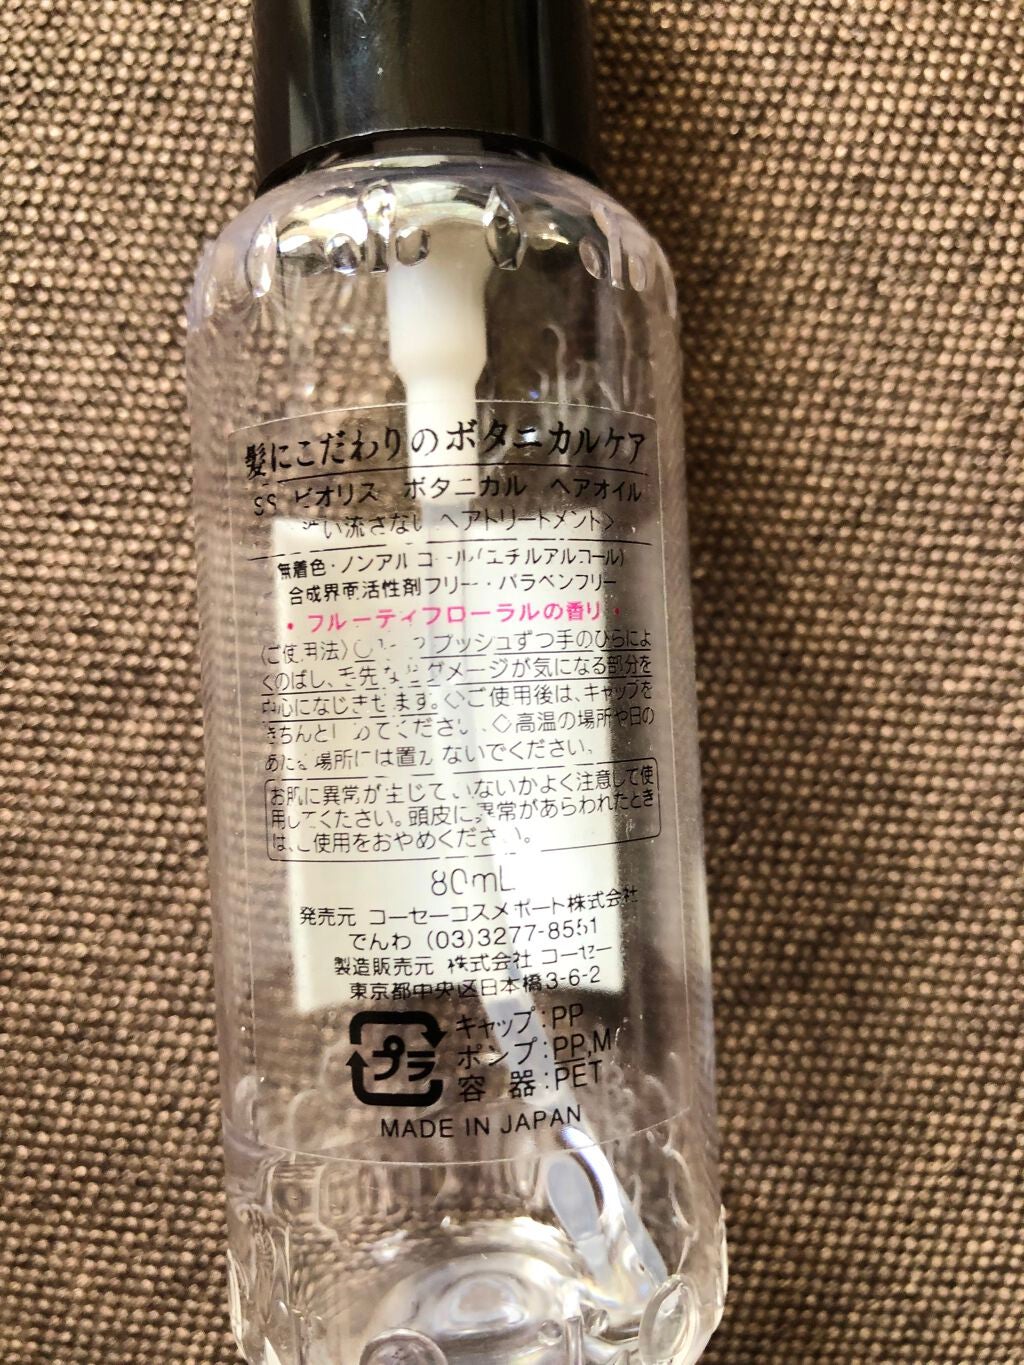 髪にこだわりのボタニカルケア
SS ビオリス ボタニカル ヘアオイル
い流さない ヘアトリートメント〉
無着色・ノンアルコール(エチルアルコール)
合成界面活性剤フリー・パラベンフリー
・フルーティフローラルの香り・
〈ご使用法〉 プッシュずつ手のひらによ
くのばし、毛先などダメージが気になる部分を
中心になじませます。◇ご使用後は、キャップを
きちんと めてください。◇高温の場所や日の
あたる場所には置かないでください。
お肌に異常が生じていないかよく注意して使
用してください。頭皮に異常があらわれたとき
は、ご使用をおやめください。
80mL
発売元 コーセーコスメポート株式会社
でんわ (03)3277-8551
製造販売元 株式会社 コーセー
東京都中央区日本橋3-6-2
プラ
キャップ:PP
ポンプ:PP,M
容 器:PET
MADE IN JAPAN